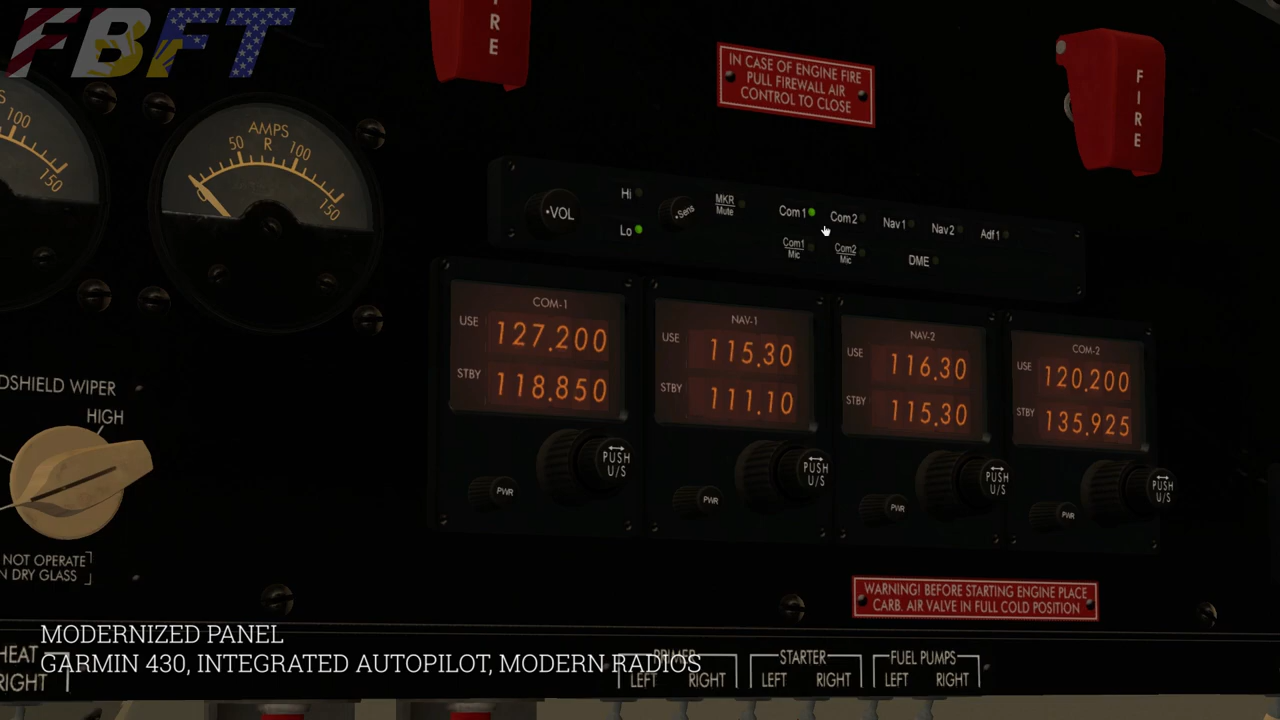 FBFT
FIRE
IN CASE OF ENGINE FIRE
PULL FIREWALL AIR
CONTROL TO CLOSE
FIRE
100
150
AMPS
50 R 100
150
VOL
Hi
Lo
Sens
MKR
Mute
Com1 Com2 Nav1 Nav2 Adf1
Com1
Mic
Com2
Mic
DME
COM-1
USE 127.200
STBY 118.850
PUSH
U/S
PWR
NAV-1
USE 115.30
STBY 111.10
PUSH
U/S
PWR
NAV-2
USE 116.30
STBY 115.30
PUSH
U/S
PWR
COM-2
USE 120.200
STBY 135.925
PUSH
U/S
PWR
DSHIELD WIPER
HIGH
NOT OPERATE
N DRY GLASS
WARNING! BEFORE STARTING ENGINE PLACE
CARB. AIR VALVE IN FULL COLD POSITION
MODERNIZED PANEL
GARMIN 430, INTEGRATED AUTOPILOT, MODERN RADIOS
HEAT
RIGHT
PRIMER
LEFT RIGHT
STARTER
LEFT RIGHT
FUEL PUMPS
LEFT RIGHT